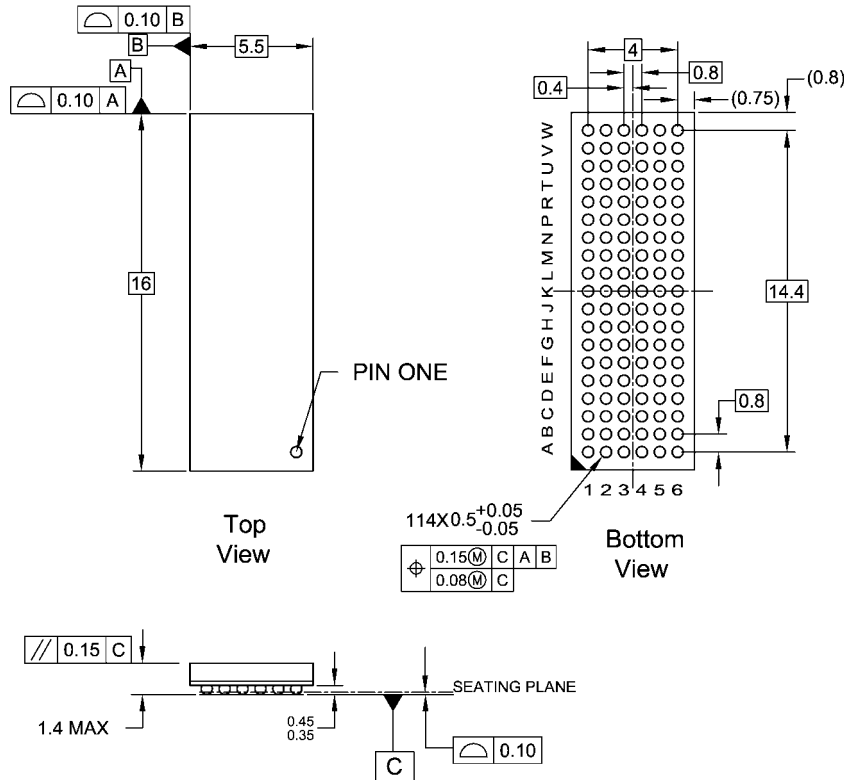 ⌓ 0.10 B
B
5.5
A
⌓ 0.10 A
16
PIN ONE
Top
View
4
0.8
0.4
(0.8)
(0.75)
A B C D E F G H J K L M N P R T U V W
14.4
0.8
1 2 3 4 5 6
114X0.5 +0.05
-0.05
⌖ 0.15Ⓜ C A B
0.08Ⓜ C
Bottom
View
// 0.15 C
1.4 MAX
0.45
0.35
SEATING PLANE
⌓ 0.10
C